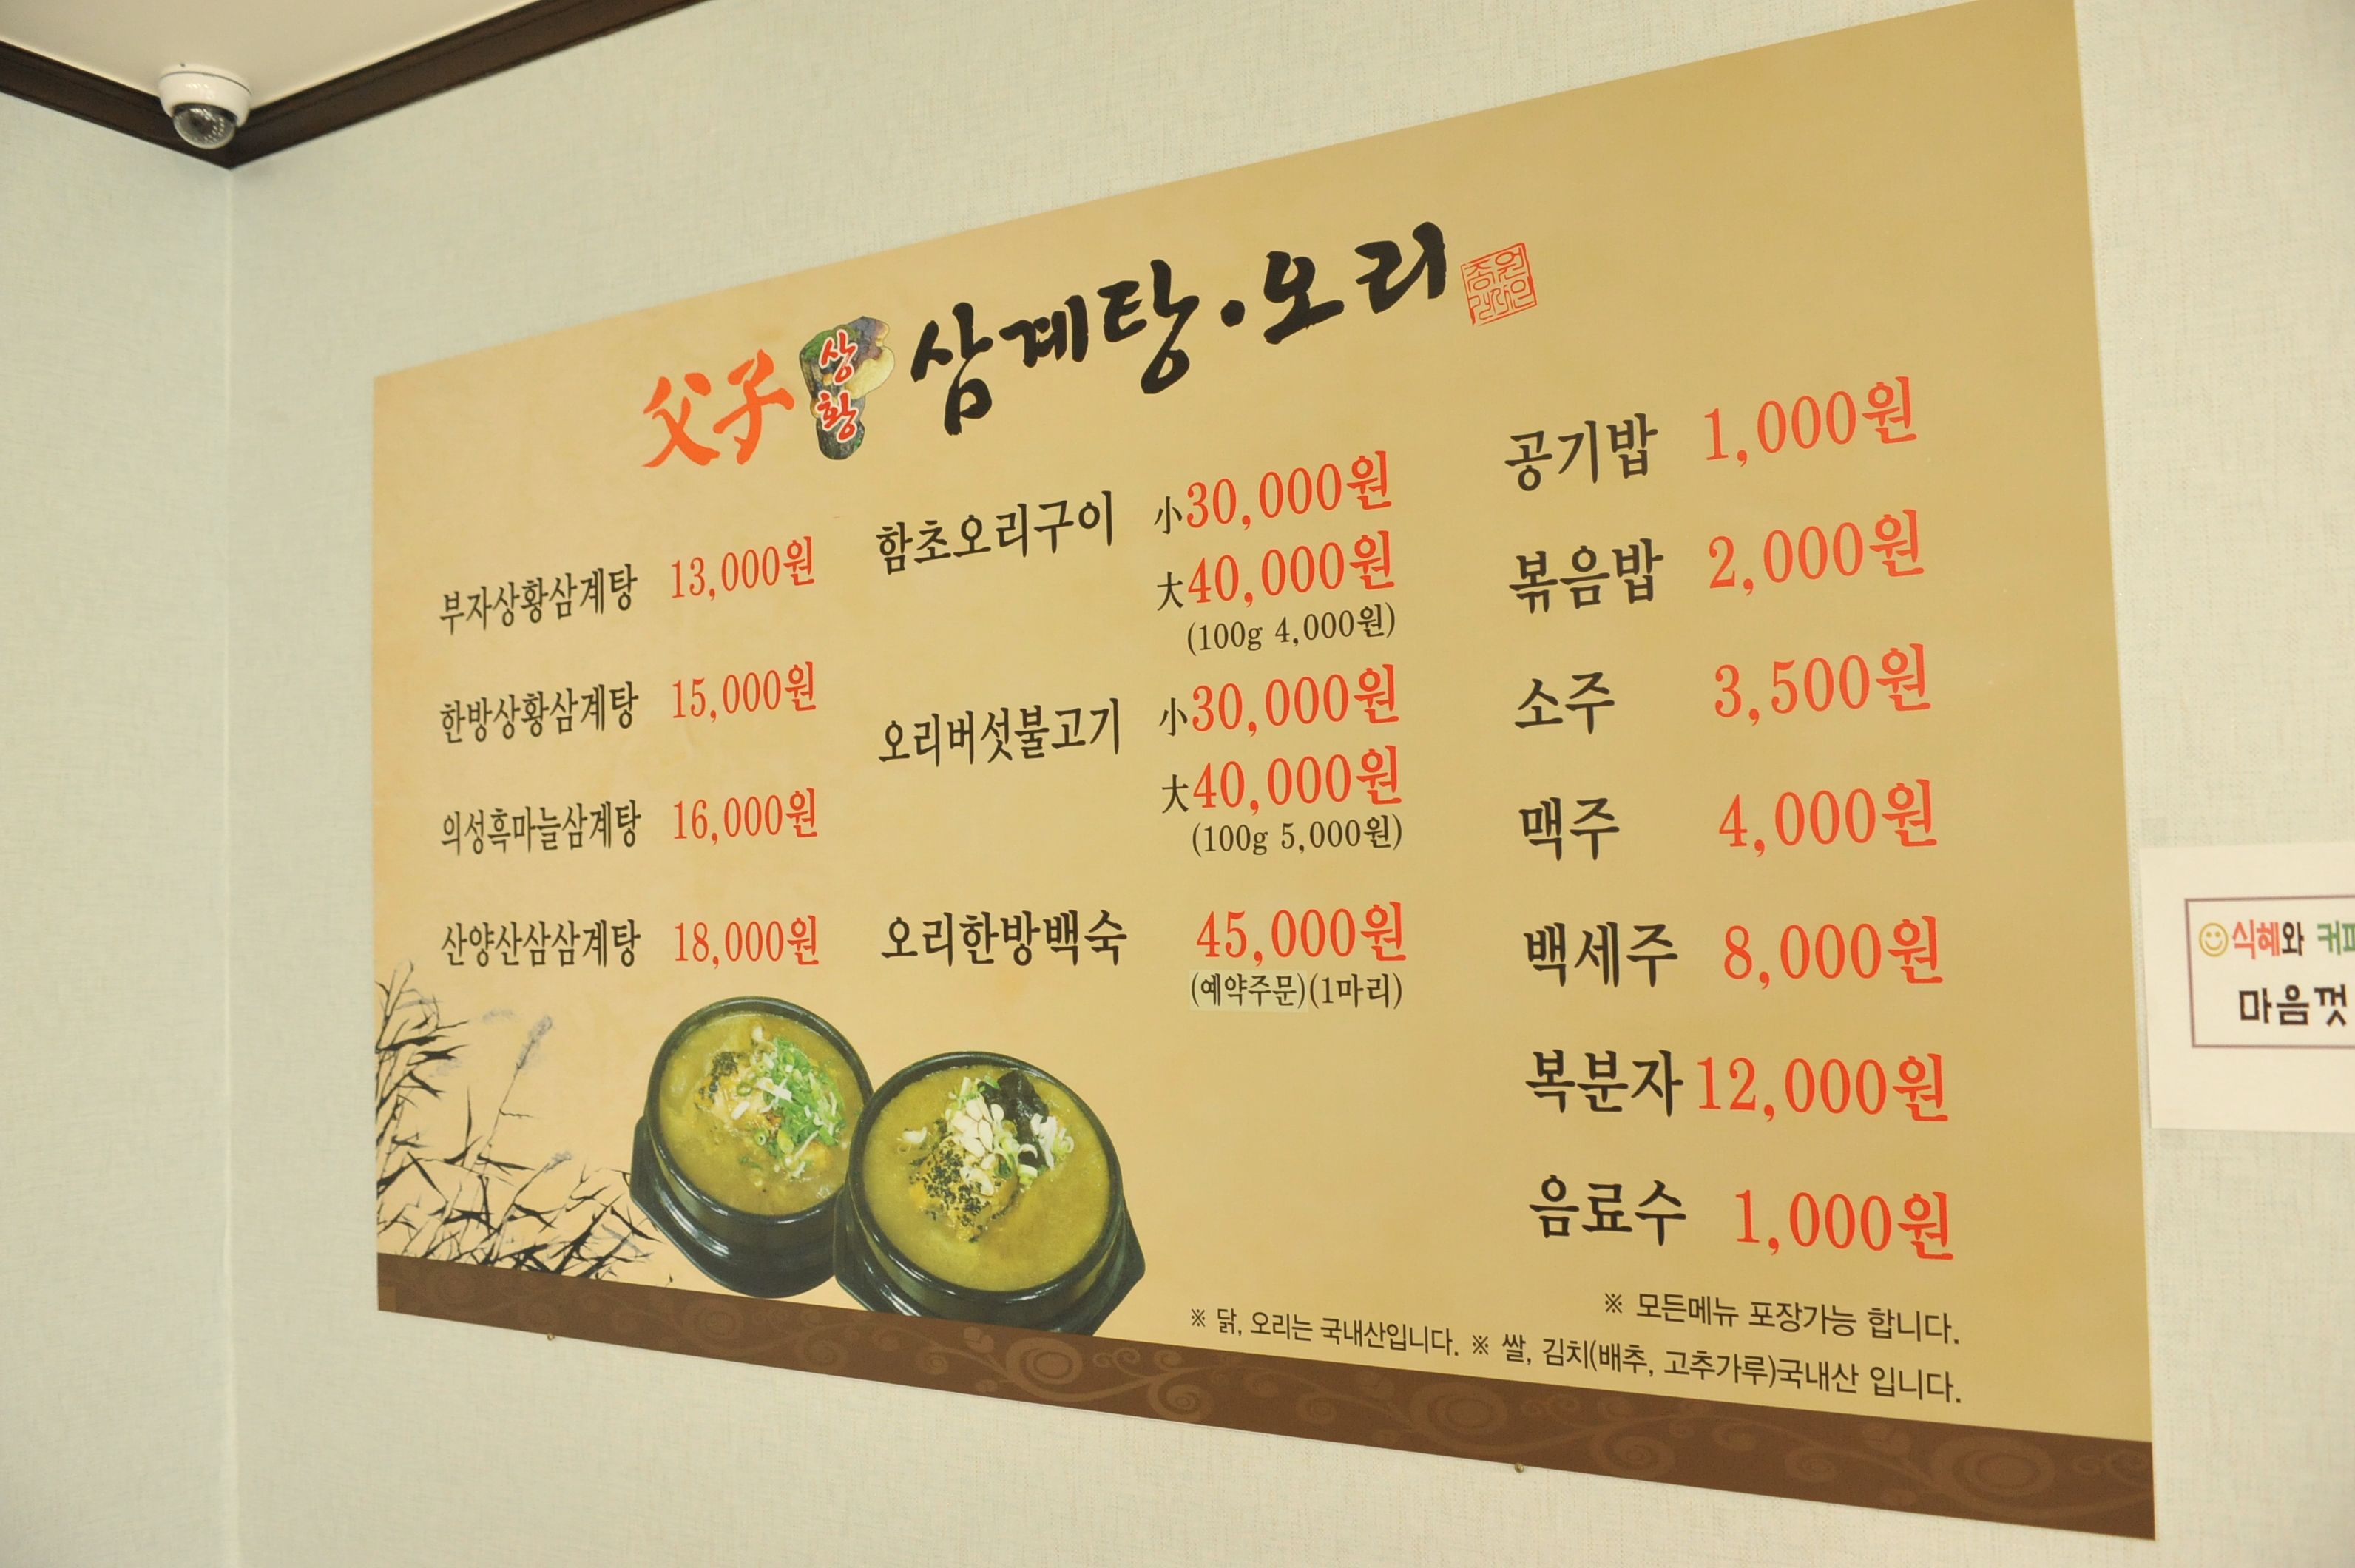 父子 상황 삼계탕·오리
부자상황삼계탕 13,000원
한방상황삼계탕 15,000원
의성흑마늘삼계탕 16,000원
산양산삼삼계탕 18,000원
함초오리구이 小30,000원
大40,000원
(100g 4,000원)
오리버섯불고기 小30,000원
大40,000원
(100g 5,000원)
오리한방백숙 45,000원
(예약주문)(1마리)
공기밥 1,000원
볶음밥 2,000원
소주 3,500원
맥주 4,000원
백세주 8,000원
복분자 12,000원
음료수 1,000원
※ 모든메뉴 포장가능 합니다.
※ 닭, 오리는 국내산입니다. ※ 쌀, 김치(배추, 고추가루)국내산 입니다.
식혜와 커피
마음껏